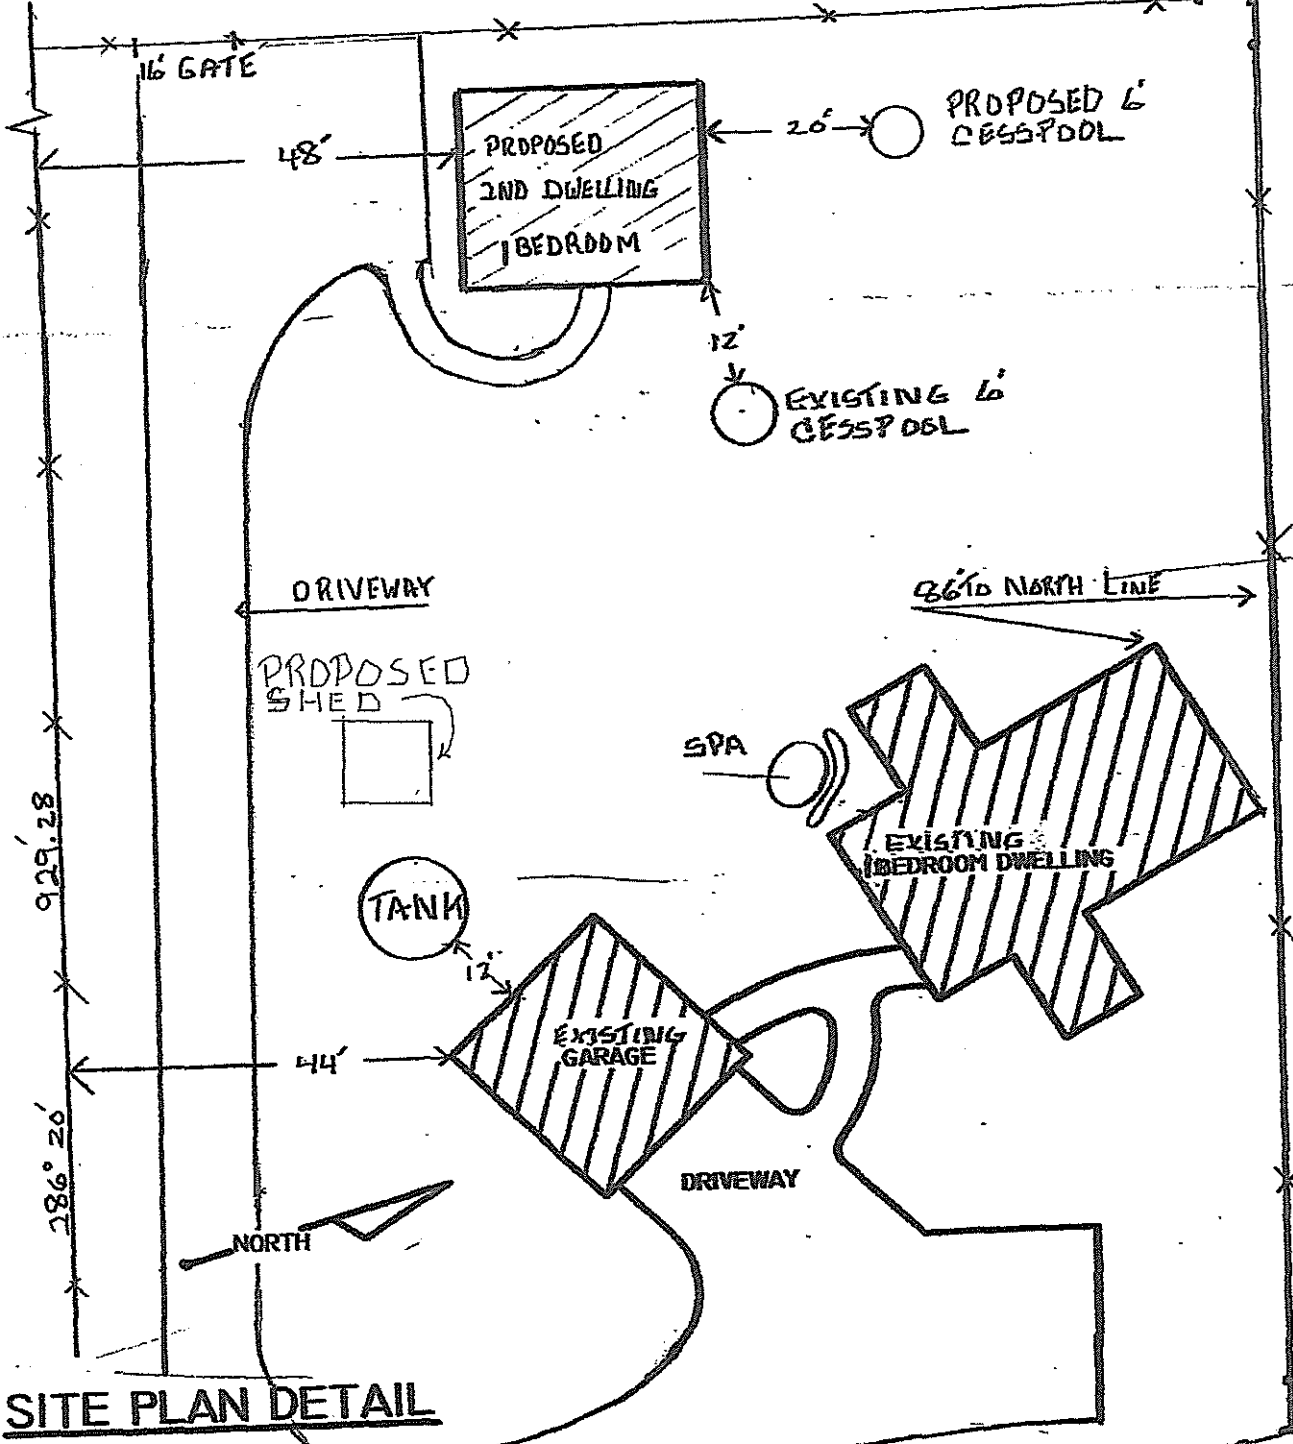 16' GATE
48'
PROPOSED
2ND DWELLING
1 BEDROOM
20'
PROPOSED 6'
CESSPOOL
12'
EXISTING 6'
CESSPOOL
DRIVEWAY
86' TO NORTH LINE
PROPOSED
SHED
SPA
EXISTING
1 BEDROOM DWELLING
929.28'
TANK
12'
EXISTING
GARAGE
44'
286° 20'
DRIVEWAY
NORTH
SITE PLAN DETAIL